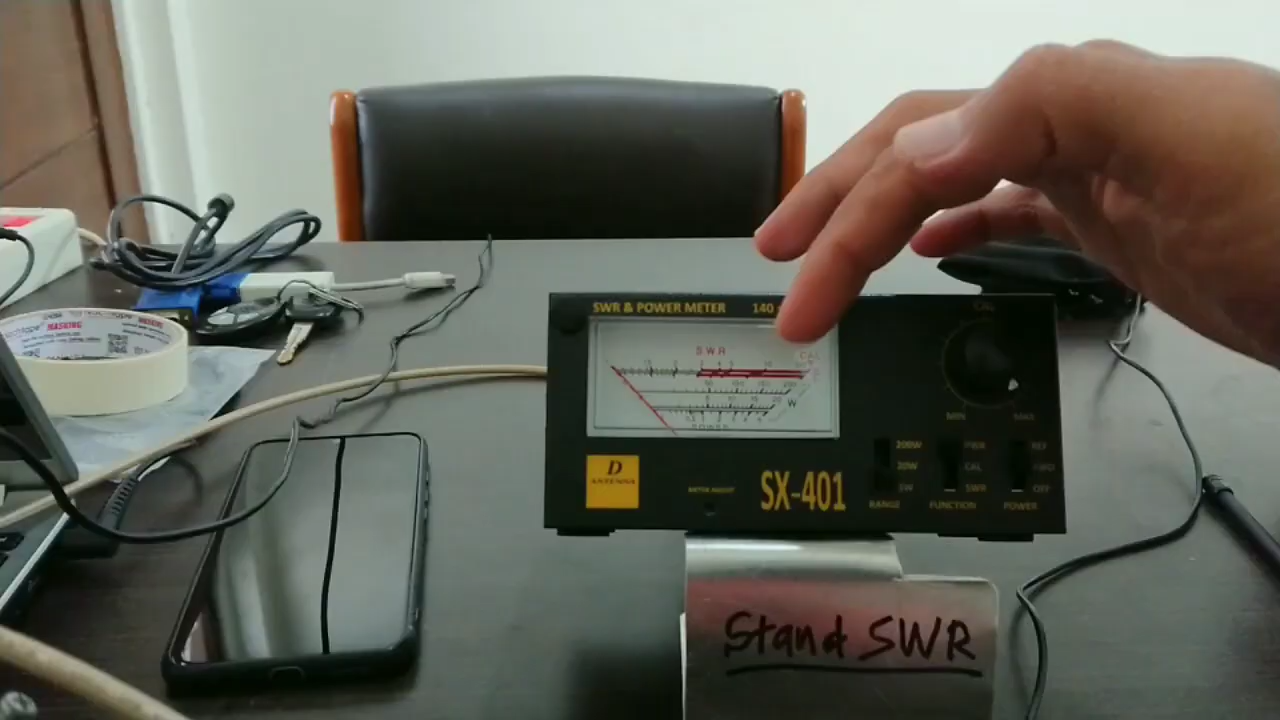 MASKING
SWR & POWER METER 140
SWR
CAL
W
POWER
D
ANTENNA
SX-401
200W
20W
5W
RANGE
PWR
CAL
SWR
FUNCTION
REF
FWD
OFF
POWER
CAL
MIN MAX
Stand SWR